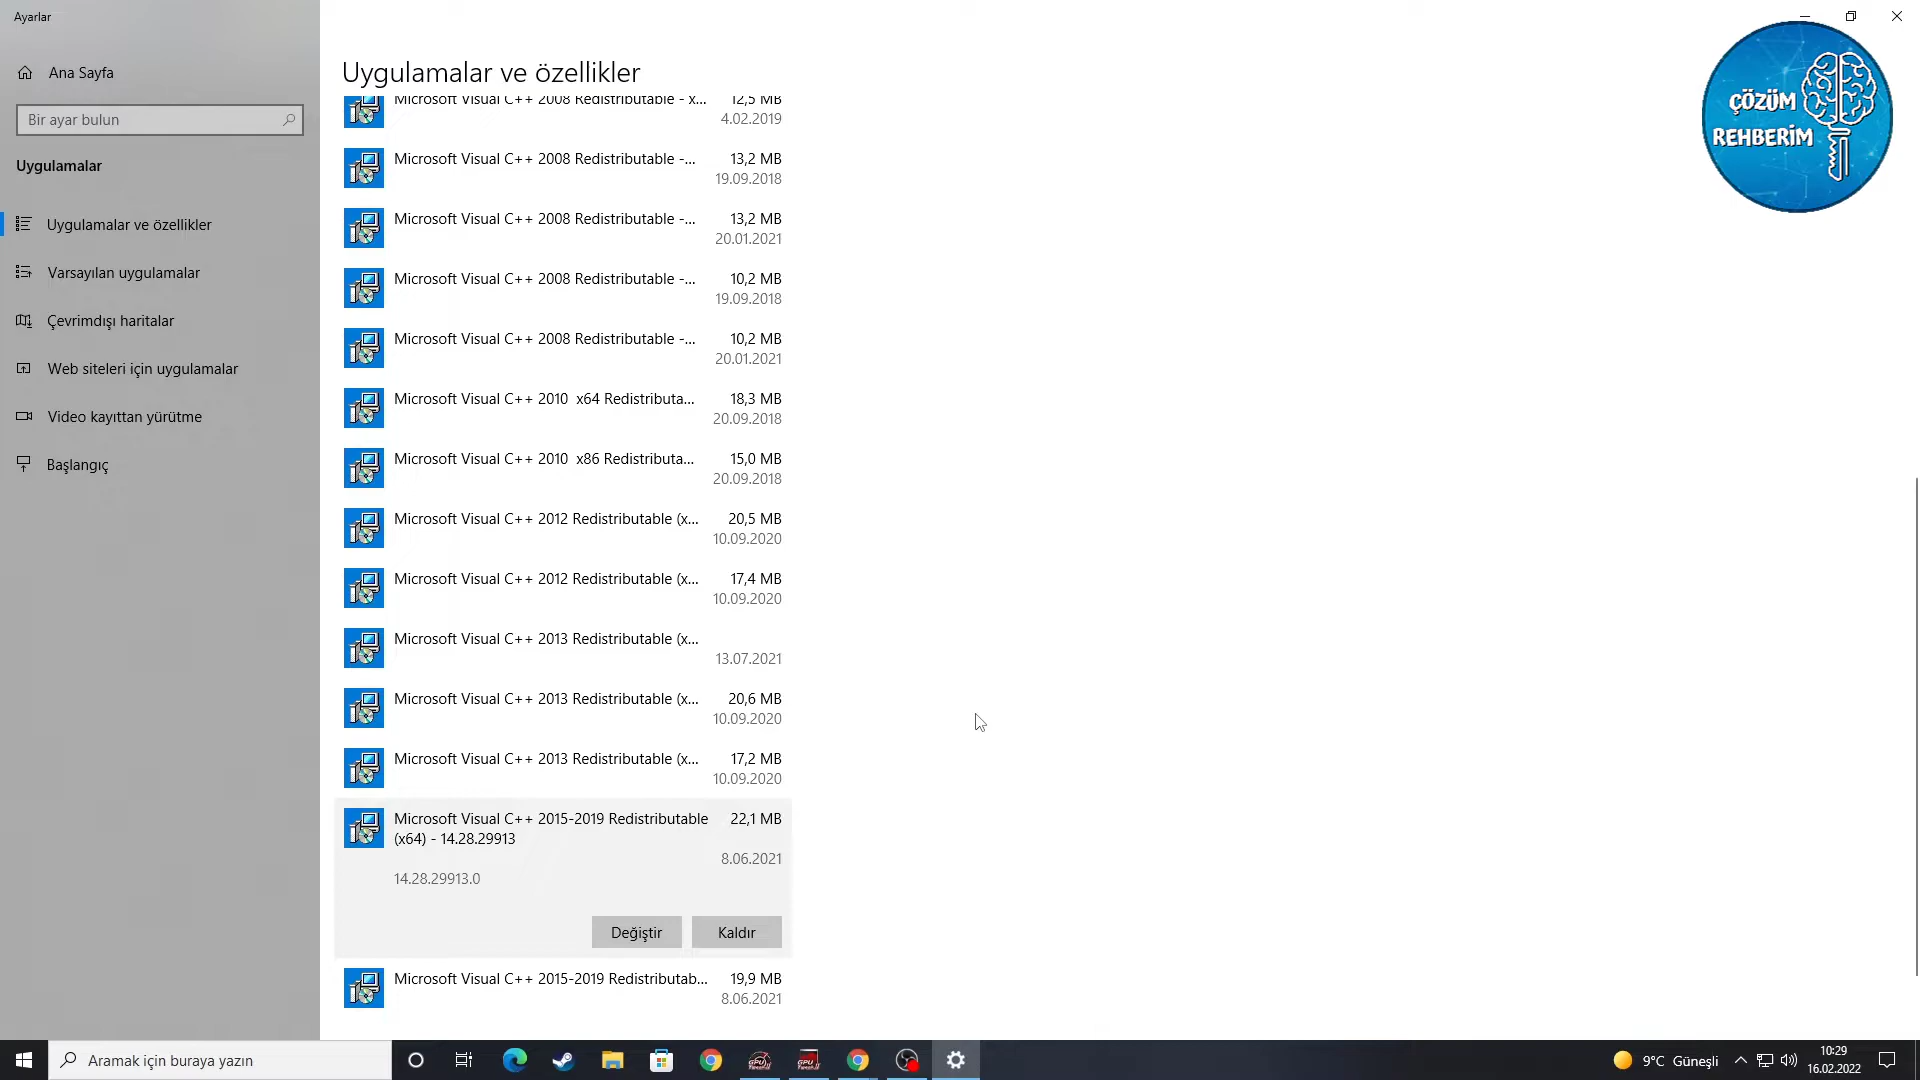 Ayarlar
Ana Sayfa
Bir ayar bulun
Uygulamalar
Uygulamalar ve özellikler
Varsayılan uygulamalar
Çevrimdışı haritalar
Web siteleri için uygulamalar
Video kayıttan yürütme
Başlangıç
Uygulamalar ve özellikler
Microsoft Visual C++ 2008 Redistributable - x... 12,5 MB
4.02.2019
Microsoft Visual C++ 2008 Redistributable -... 13,2 MB
19.09.2018
Microsoft Visual C++ 2008 Redistributable -... 13,2 MB
20.01.2021
Microsoft Visual C++ 2008 Redistributable -... 10,2 MB
19.09.2018
Microsoft Visual C++ 2008 Redistributable -... 10,2 MB
20.01.2021
Microsoft Visual C++ 2010 x64 Redistributa... 18,3 MB
20.09.2018
Microsoft Visual C++ 2010 x86 Redistributa... 15,0 MB
20.09.2018
Microsoft Visual C++ 2012 Redistributable (x... 20,5 MB
10.09.2020
Microsoft Visual C++ 2012 Redistributable (x... 17,4 MB
10.09.2020
Microsoft Visual C++ 2013 Redistributable (x...
13.07.2021
Microsoft Visual C++ 2013 Redistributable (x... 20,6 MB
10.09.2020
Microsoft Visual C++ 2013 Redistributable (x... 17,2 MB
10.09.2020
Microsoft Visual C++ 2015-2019 Redistributable 22,1 MB
(x64) - 14.28.29913
8.06.2021
14.28.29913.0
Değiştir Kaldır
Microsoft Visual C++ 2015-2019 Redistributab... 19,9 MB
8.06.2021
ÇÖZÜM
REHBERİM
Aramak için buraya yazın
GPU
GPU
9°C Güneşli
10:29
16.02.2022